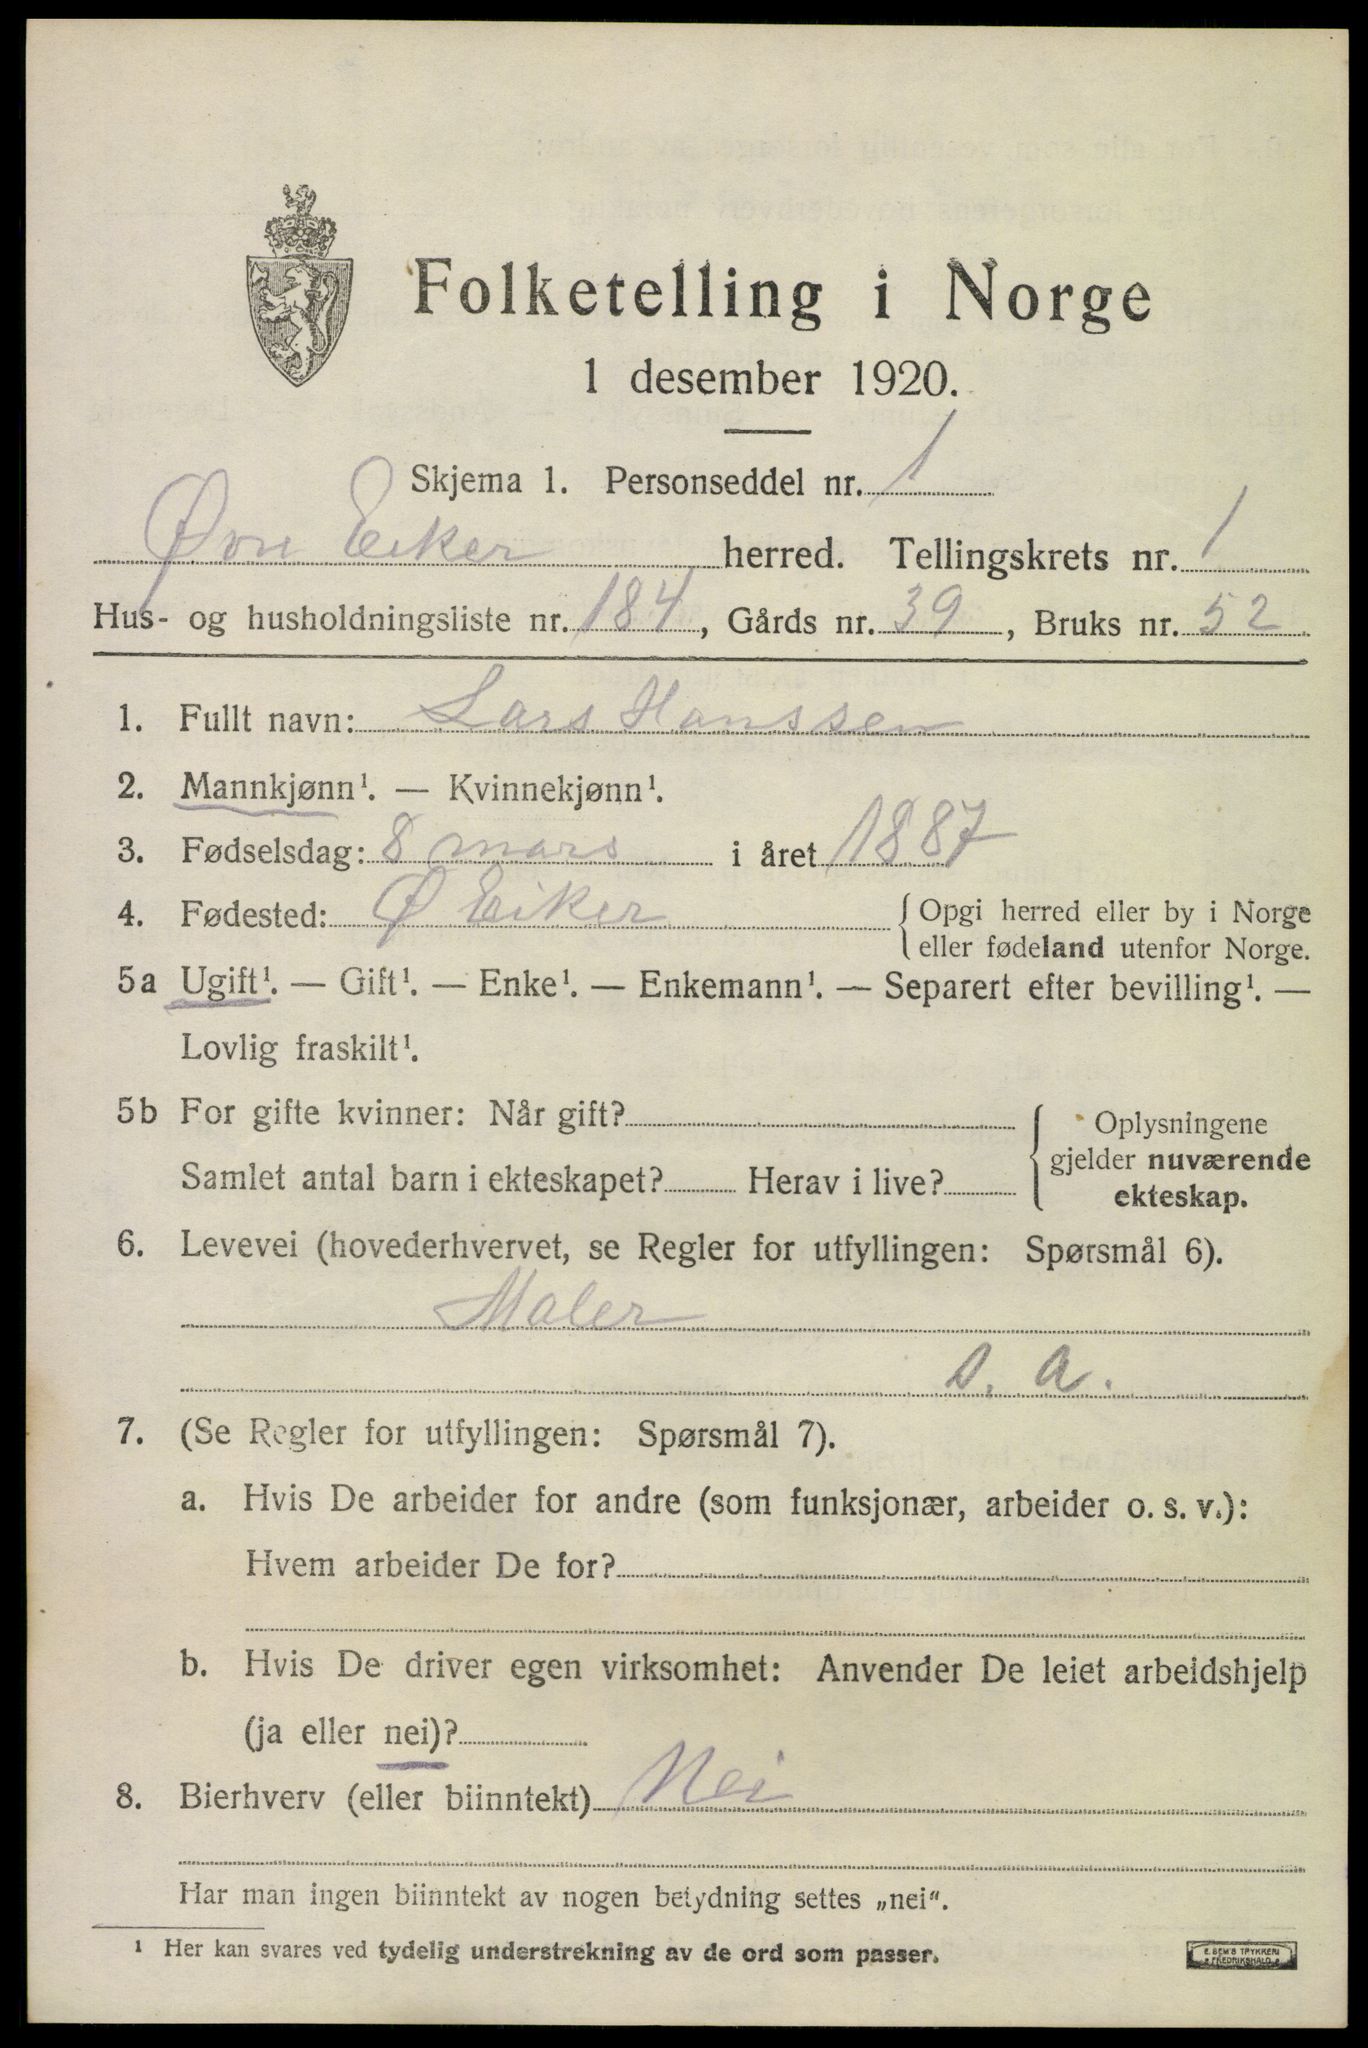 Folketelling i Norge
1 desember 1920.
Skjema 1. Personseddel nr. 1
Øvre Eiker herred. Tellingskrets nr. 1
Hus- og husholdningsliste nr. 184, Gårds nr. 39, Bruks nr. 52.
1. Fullt navn: Lars Hanssen
2. Mannkjønn¹. — Kvinnekjønn¹.
3. Fødselsdag: 8 mars i året 1887
4. Fødested: Ø Eiker { Opgi herred eller by i Norge
eller fødeland utenfor Norge.
5a Ugift¹. — Gift¹. — Enke¹. — Enkemann¹. — Separert efter bevilling¹. —
Lovlig fraskilt¹.
5b For gifte kvinner: Når gift?
Samlet antal barn i ekteskapet? Herav i live?
{ Oplysningene
gjelder nuværende
ekteskap.
6. Levevei (hovederhvervet, se Regler for utfyllingen: Spørsmål 6).
Maler
s. a.
7. (Se Regler for utfyllingen: Spørsmål 7).
a. Hvis De arbeider for andre (som funksjonær, arbeider o. s. v.):
Hvem arbeider De for?
b. Hvis De driver egen virksomhet: Anvender De leiet arbeidshjelp
(ja eller nei)?
8. Bierhverv (eller biinntekt) Nei
Har man ingen biinntekt av nogen betydning settes „nei“.
¹ Her kan svares ved tydelig understrekning av de ord som passer.
E. SEM'S TRYKKERI
FREDRIKSHALD